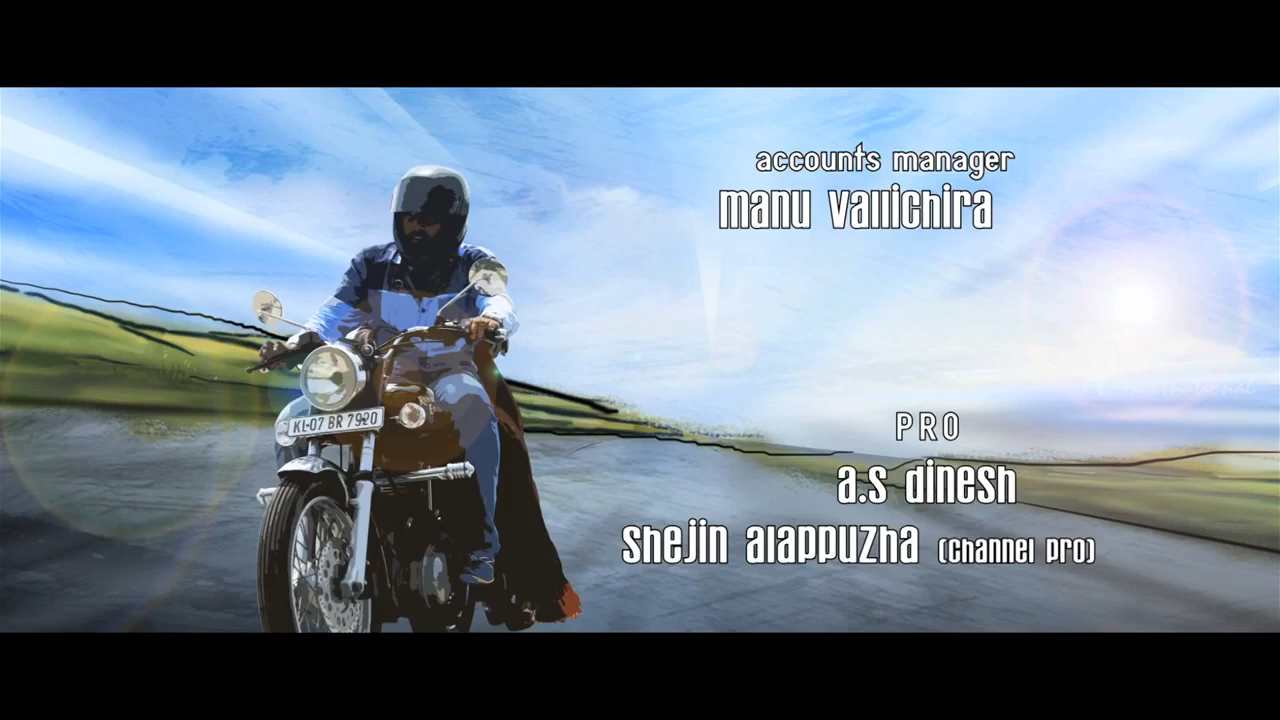 accounts manager
manu vallichira
KL-07 BR 7920
PRO
a.s dinesh
shejin alappuzha (channel pro)